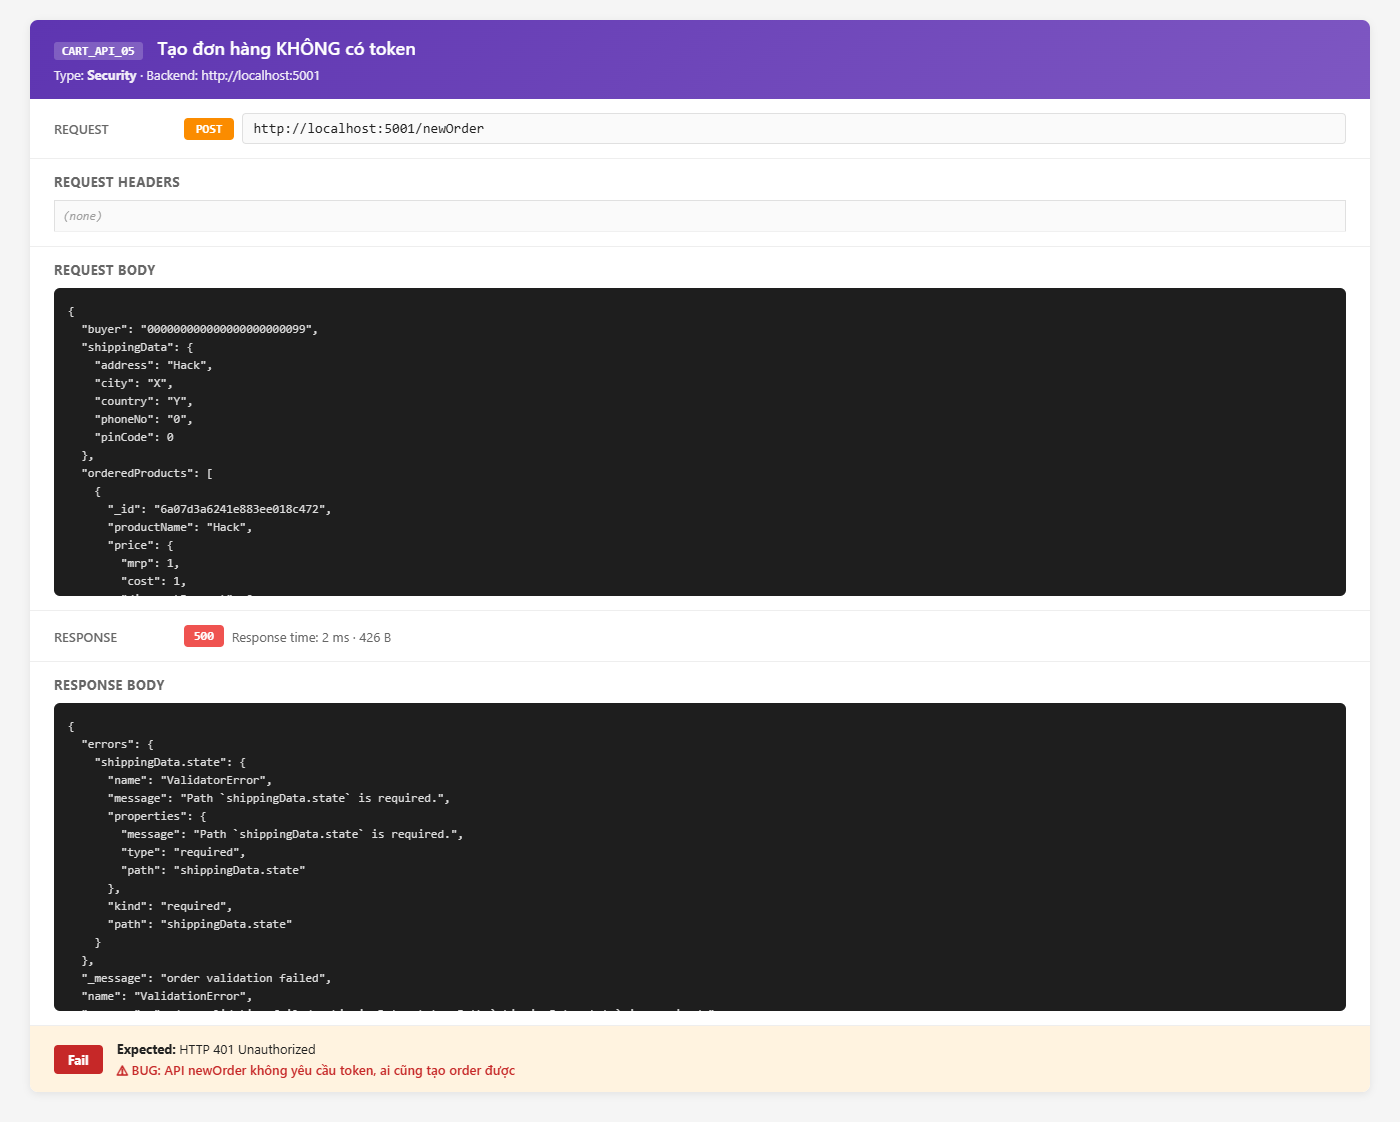 CART_API_05 Tạo đơn hàng KHÔNG có token
Type: Security · Backend: http://localhost:5001
REQUEST POST http://localhost:5001/newOrder
REQUEST HEADERS
(none)
REQUEST BODY
{
  "buyer": "000000000000000000000099",
  "shippingData": {
    "address": "Hack",
    "city": "X",
    "country": "Y",
    "phoneNo": "0",
    "pinCode": 0
  },
  "orderedProducts": [
    {
      "_id": "6a07d3a6241e883ee018c472",
      "productName": "Hack",
      "price": {
        "mrp": 1,
        "cost": 1,
RESPONSE 500 Response time: 2 ms · 426 B
RESPONSE BODY
{
  "errors": {
    "shippingData.state": {
      "name": "ValidatorError",
      "message": "Path `shippingData.state` is required.",
      "properties": {
        "message": "Path `shippingData.state` is required.",
        "type": "required",
        "path": "shippingData.state"
      },
      "kind": "required",
      "path": "shippingData.state"
    }
  },
  "_message": "order validation failed",
  "name": "ValidationError",
Fail
Expected: HTTP 401 Unauthorized
⚠ BUG: API newOrder không yêu cầu token, ai cũng tạo order được